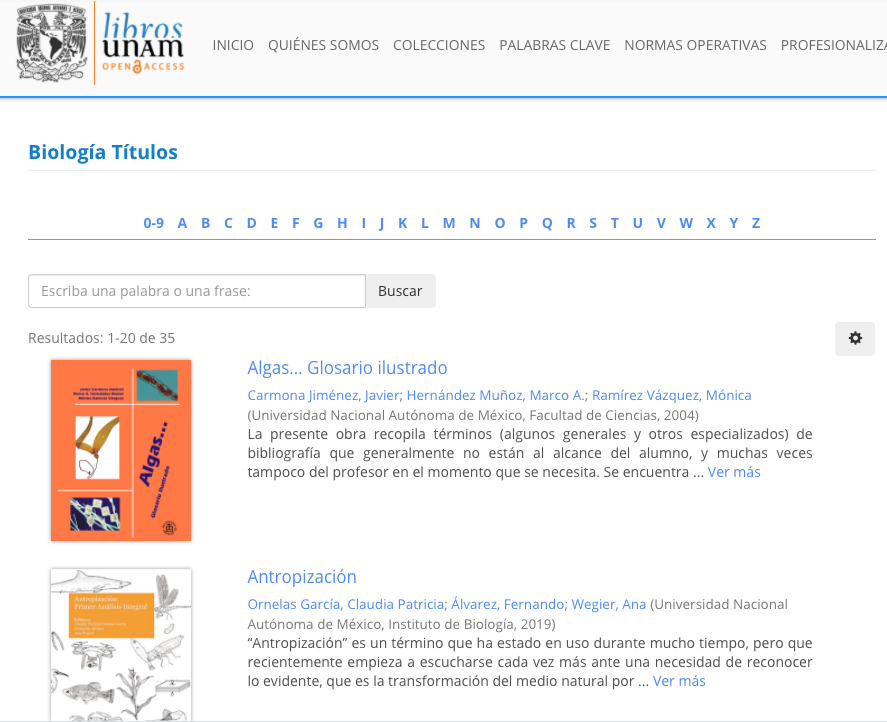 libros
unam
OPEN ACCESS
INICIO QUIÉNES SOMOS COLECCIONES PALABRAS CLAVE NORMAS OPERATIVAS PROFESIONALIZA
Biología Títulos
0-9 A B C D E F G H I J K L M N O P Q R S T U V W X Y Z
Escriba una palabra o una frase: Buscar
Resultados: 1-20 de 35
Algas... Glosario ilustrado
Carmona Jiménez, Javier; Hernández Muñoz, Marco A.; Ramírez Vázquez, Mónica
(Universidad Nacional Autónoma de México, Facultad de Ciencias, 2004)
La presente obra recopila términos (algunos generales y otros especializados) de
bibliografía que generalmente no están al alcance del alumno, y muchas veces
tampoco del profesor en el momento que se necesita. Se encuentra ... Ver más
Algas...
Glosario ilustrado
Antropización
Ornelas García, Claudia Patricia; Álvarez, Fernando; Wegier, Ana (Universidad Nacional
Autónoma de México, Instituto de Biología, 2019)
“Antropización” es un término que ha estado en uso durante mucho tiempo, pero que
recientemente empieza a escucharse cada vez más ante una necesidad de reconocer
lo evidente, que es la transformación del medio natural por ... Ver más
Antropización:
Primer Análisis Integral